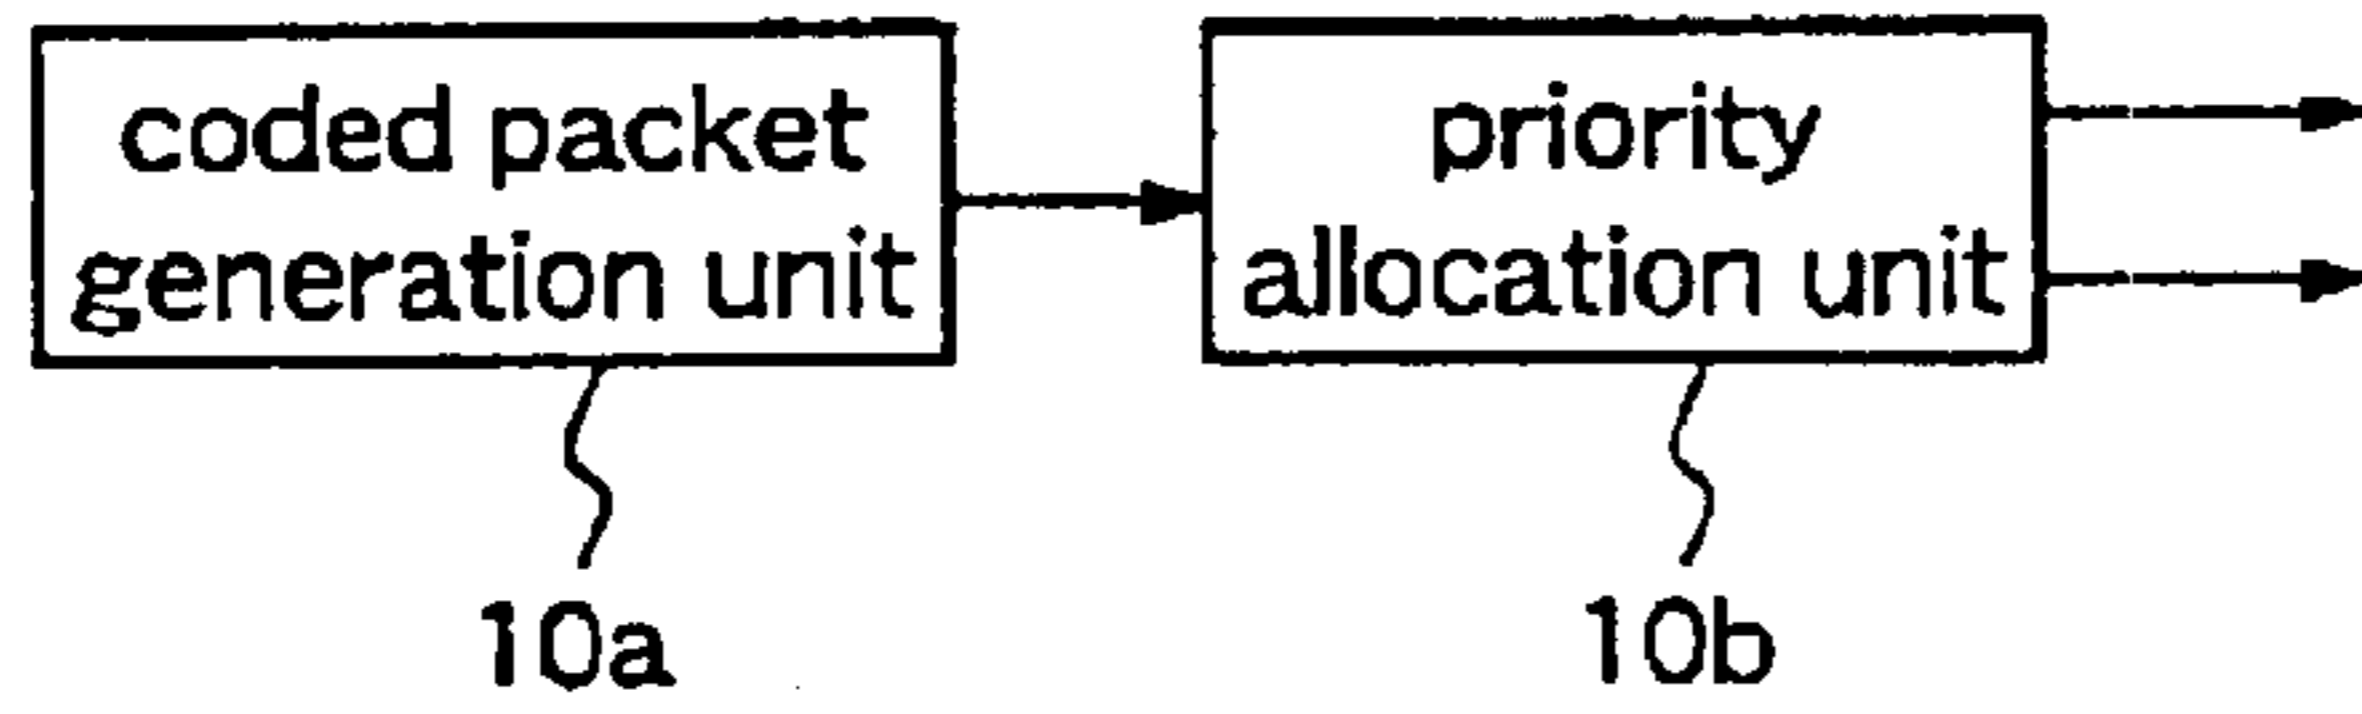 coded packet
generation unit
priority
allocation unit
10a
10b